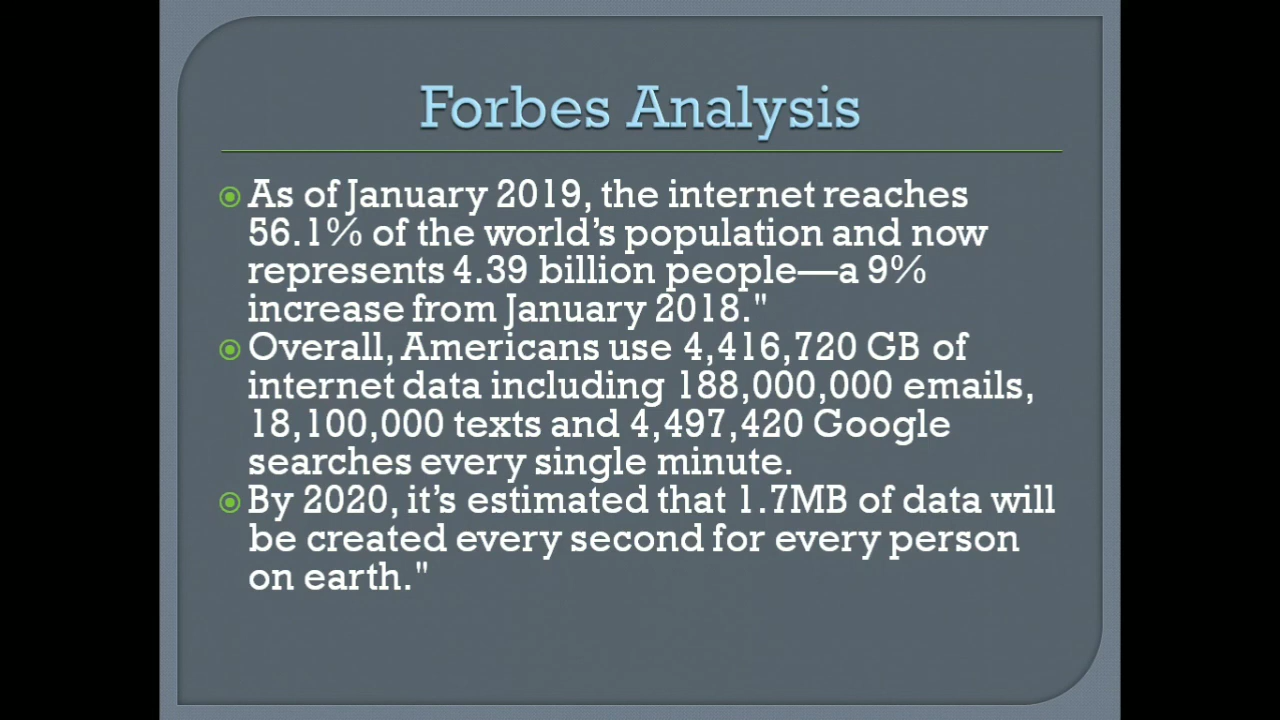 Forbes Analysis
As of January 2019, the internet reaches
56.1% of the world's population and now
represents 4.39 billion people—a 9%
increase from January 2018."
Overall, Americans use 4,416,720 GB of
internet data including 188,000,000 emails,
18,100,000 texts and 4,497,420 Google
searches every single minute.
By 2020, it's estimated that 1.7MB of data will
be created every second for every person
on earth."